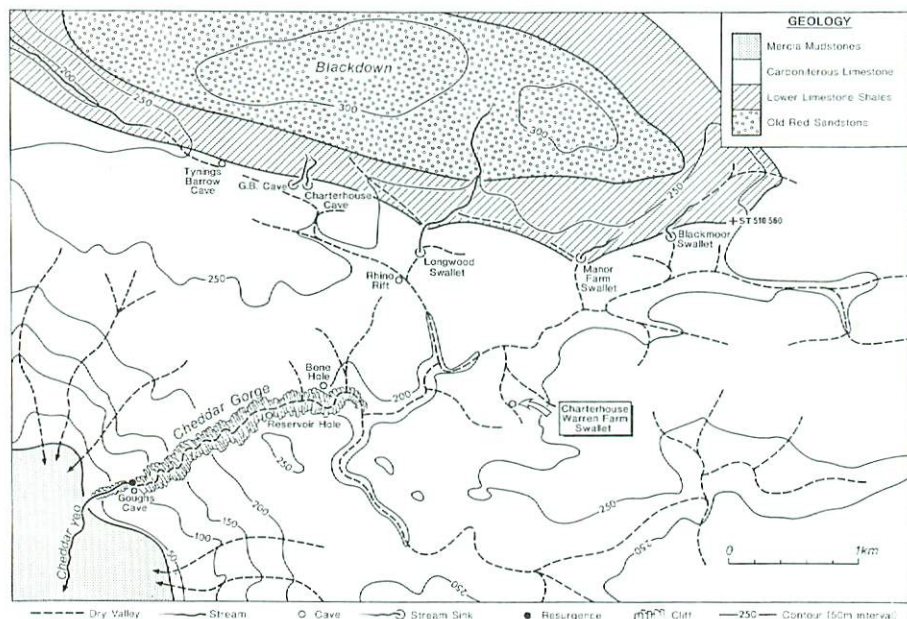 GEOLOGY
Mercia Mudstones
Carboniferous Limestone
Lower Limestone Shales
Old Red Sandstone
Blackdown
200
250
300
300
250
Tynings
Barrow
Cave
G.B. Cave
Charterhouse
Cave
Longwood
Swallet
Rhino
Rift
Manor
Farm
Swallet
Blackmoor
Swallet
ST 510 560
250
Bone
Hole
200
Cheddar Gorge
Reservoir Hole
Charterhouse
Warren Farm
Swallet
250
Goughs
Cave
Cheddar Yeo
200
150
100
50
250
250
250
250
0 1km
Dry Valley Stream Cave Stream Sink Resurgence Cliff 250 Contour (50m interval)